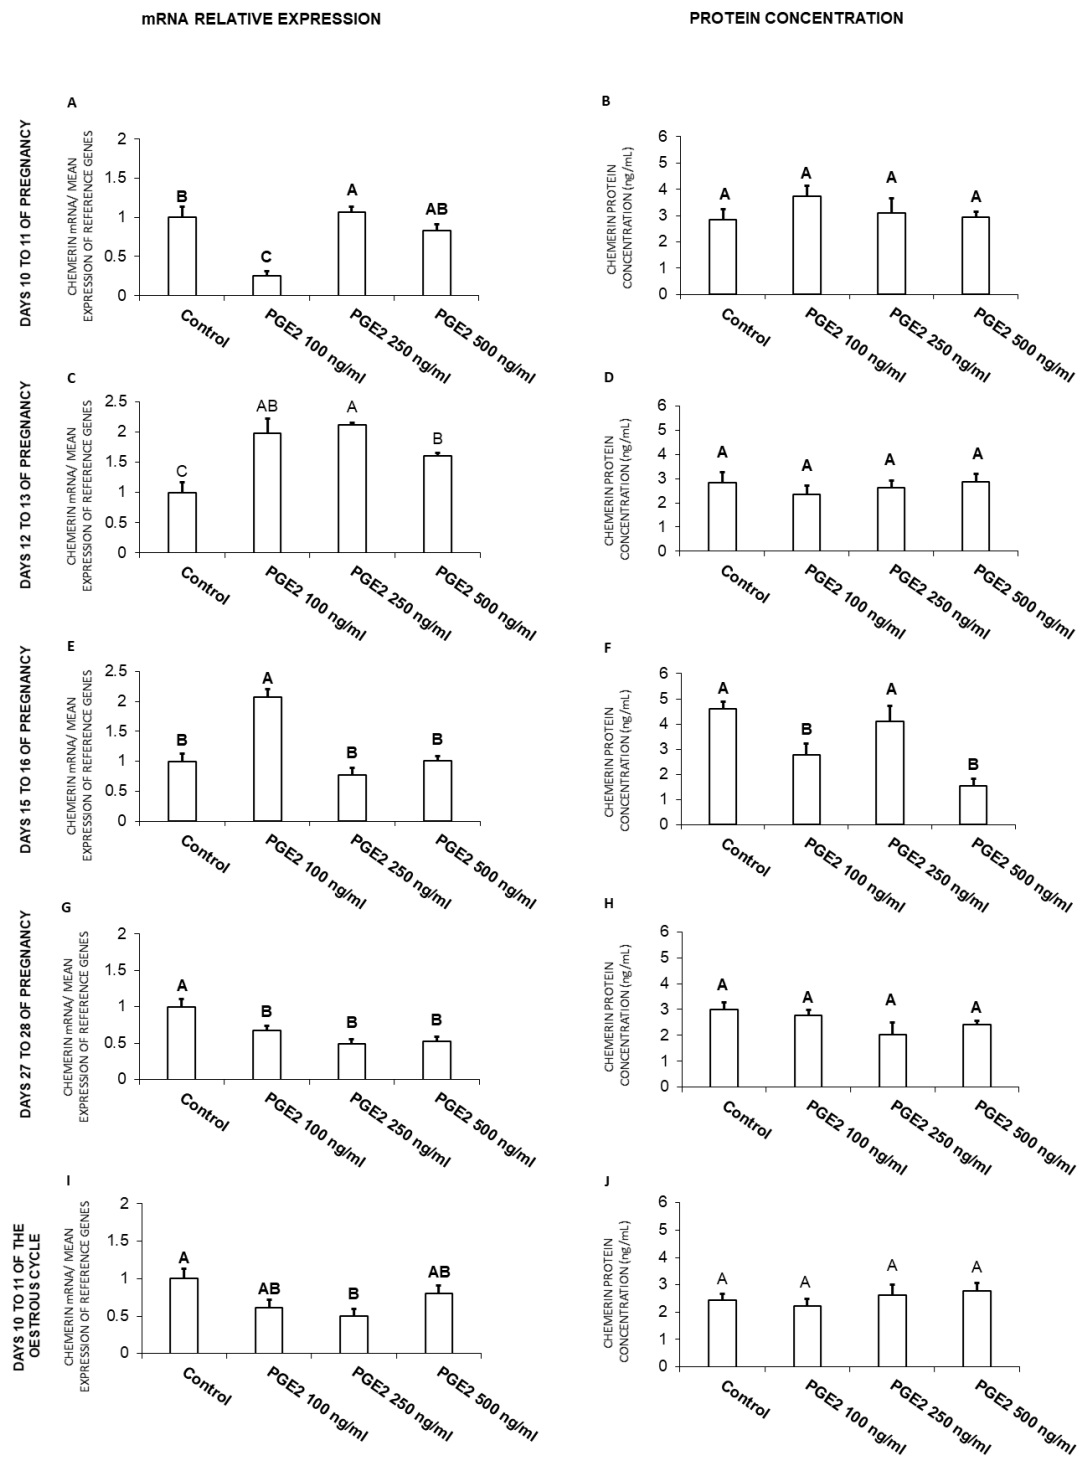 mRNA RELATIVE EXPRESSION
PROTEIN CONCENTRATION
DAYS 10 TO 11 OF PREGNANCY
A
CHEMERIN mRNA/ MEAN
EXPRESSION OF REFERENCE GENES
2
1.5
1
0.5
0
B
C
A
AB
Control
PGE2 100 ng/ml
PGE2 250 ng/ml
PGE2 500 ng/ml
B
CHEMERIN PROTEIN
CONCENTRATION (ng/mL)
6
5
4
3
2
1
0
A
A
A
A
Control
PGE2 100 ng/ml
PGE2 250 ng/ml
PGE2 500 ng/ml
DAYS 12 TO 13 OF PREGNANCY
C
CHEMERIN mRNA/ MEAN
EXPRESSION OF REFERENCE GENES
2.5
2
1.5
1
0.5
0
C
AB
A
B
Control
PGE2 100 ng/ml
PGE2 250 ng/ml
PGE2 500 ng/ml
D
CHEMERIN PROTEIN
CONCENTRATION (ng/mL)
6
5
4
3
2
1
0
A
A
A
A
Control
PGE2 100 ng/ml
PGE2 250 ng/ml
PGE2 500 ng/ml
DAYS 15 TO 16 OF PREGNANCY
E
CHEMERIN mRNA/ MEAN
EXPRESSION OF REFERENCE GENES
2.5
2
1.5
1
0.5
0
B
A
B
B
Control
PGE2 100 ng/ml
PGE2 250 ng/ml
PGE2 500 ng/ml
F
CHEMERIN PROTEIN
CONCENTRATION (ng/mL)
6
5
4
3
2
1
0
A
B
A
B
Control
PGE2 100 ng/ml
PGE2 250 ng/ml
PGE2 500 ng/ml
DAYS 27 TO 28 OF PREGNANCY
G
CHEMERIN mRNA/ MEAN
EXPRESSION OF REFERENCE GENES
2
1.5
1
0.5
0
A
B
B
B
Control
PGE2 100 ng/ml
PGE2 250 ng/ml
PGE2 500 ng/ml
H
CHEMERIN PROTEIN
CONCENTRATION (ng/mL)
6
5
4
3
2
1
0
A
A
A
A
Control
PGE2 100 ng/ml
PGE2 250 ng/ml
PGE2 500 ng/ml
DAYS 10 TO 11 OF THE
OESTROUS CYCLE
I
CHEMERIN mRNA/ MEAN
EXPRESSION OF REFERENCE GENES
2
1.5
1
0.5
0
A
AB
B
AB
Control
PGE2 100 ng/ml
PGE2 250 ng/ml
PGE2 500 ng/ml
J
CHEMERIN PROTEIN
CONCENTRATION (ng/mL)
6
5
4
3
2
1
0
A
A
A
A
Control
PGE2 100 ng/ml
PGE2 250 ng/ml
PGE2 500 ng/ml